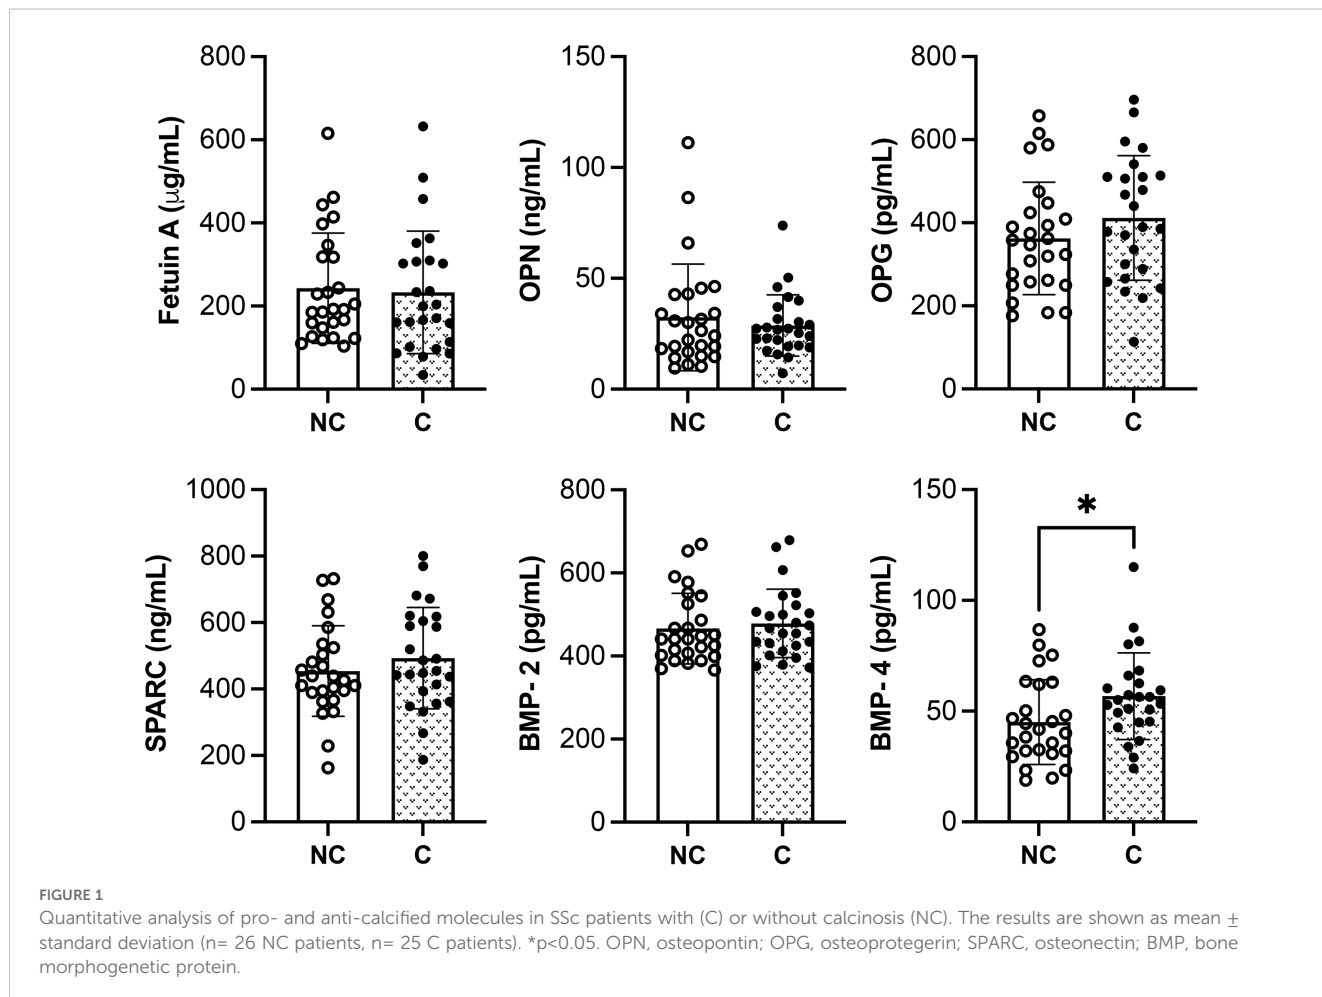 800
600
400
200
0
Fetuin A (μg/mL)
NC C
150
100
50
0
OPN (ng/mL)
NC C
800
600
400
200
0
OPG (pg/mL)
NC C
1000
800
600
400
200
0
SPARC (ng/mL)
NC C
800
600
400
200
0
BMP- 2 (pg/mL)
NC C
150
100
50
0
BMP- 4 (pg/mL)
*
NC C
FIGURE 1
Quantitative analysis of pro- and anti-calcified molecules in SSc patients with (C) or without calcinosis (NC). The results are shown as mean ±
standard deviation (n= 26 NC patients, n= 25 C patients). *p<0.05. OPN, osteopontin; OPG, osteoprotegerin; SPARC, osteonectin; BMP, bone
morphogenetic protein.